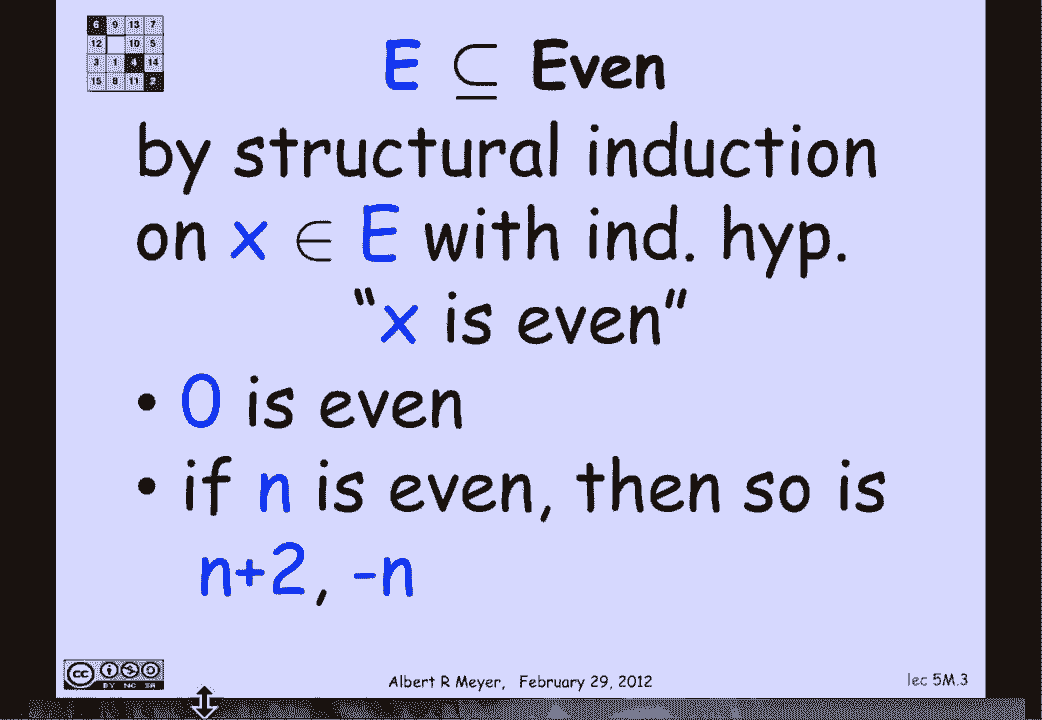 6 9 13 7
12 10 5
3 1 4 14
15 8 11 2
E ⊆ Even
by structural induction
on x ∈ E with ind. hyp.
“x is even”
• 0 is even
• if n is even, then so is
n+2, -n
cc
BY NC SA
Albert R Meyer, February 29, 2012
lec 5M.3